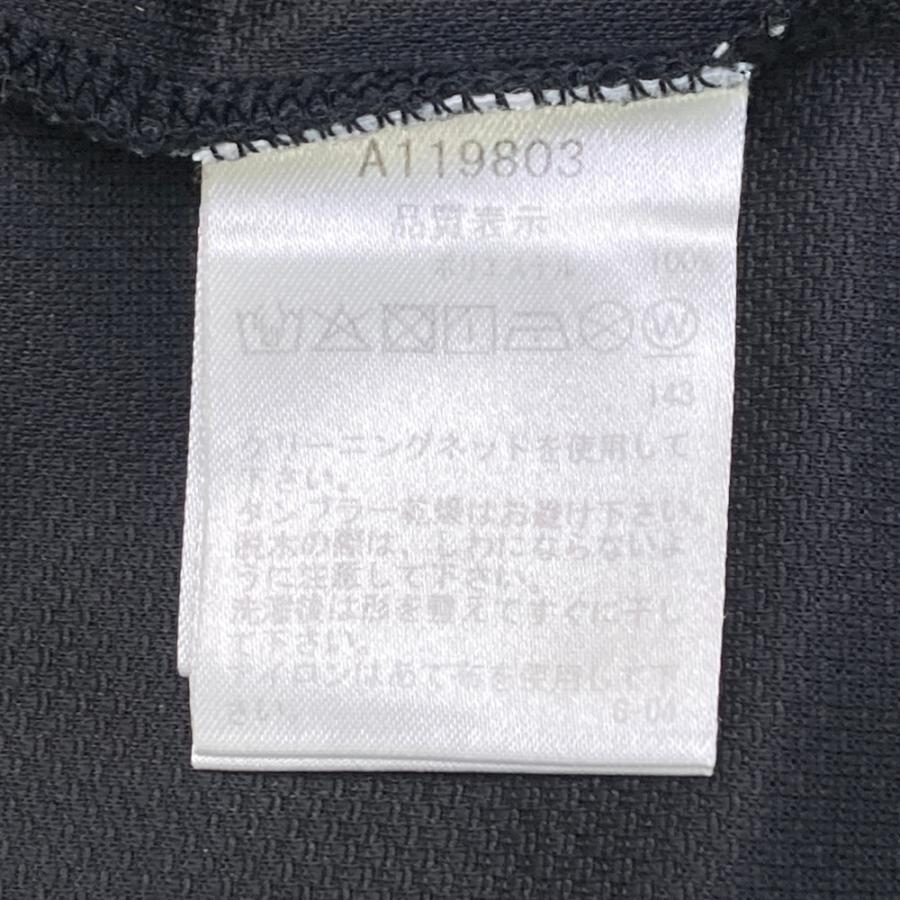 A119803
品質表示
ポリエステル 100%
W
143
クリーニングネットを使用して
下さい。
タンブラー乾燥はお避け下さい。
脱水の際は、しわにならないよ
うに注意して下さい。
洗濯後は形を整えてすぐに干し
て下さい。
アイロンはあて布を使用して下
さい。 6-04